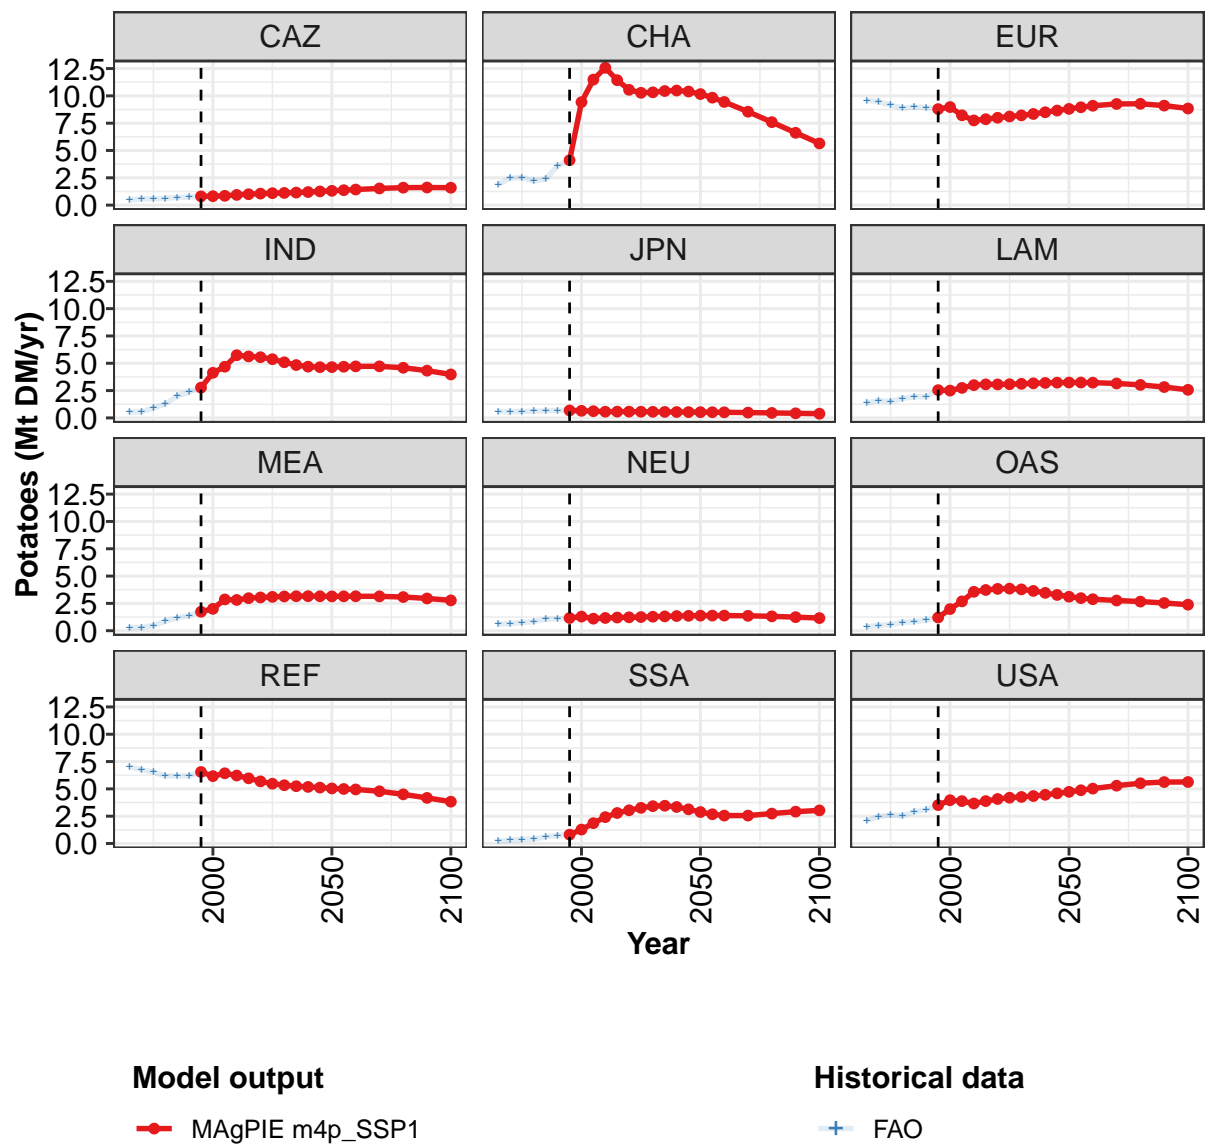 CAZ CHA EUR
12.5
10.0
7.5
5.0
2.5
0.0
IND JPN LAM
12.5
10.0
7.5
5.0
2.5
0.0
MEA NEU OAS
12.5
10.0
7.5
5.0
2.5
0.0
REF SSA USA
12.5
10.0
7.5
5.0
2.5
0.0
Potatoes (Mt DM/yr)
2000 2050 2100 2000 2050 2100 2000 2050 2100
Year
Model output Historical data
MAgPIE m4p_SSP1 FAO